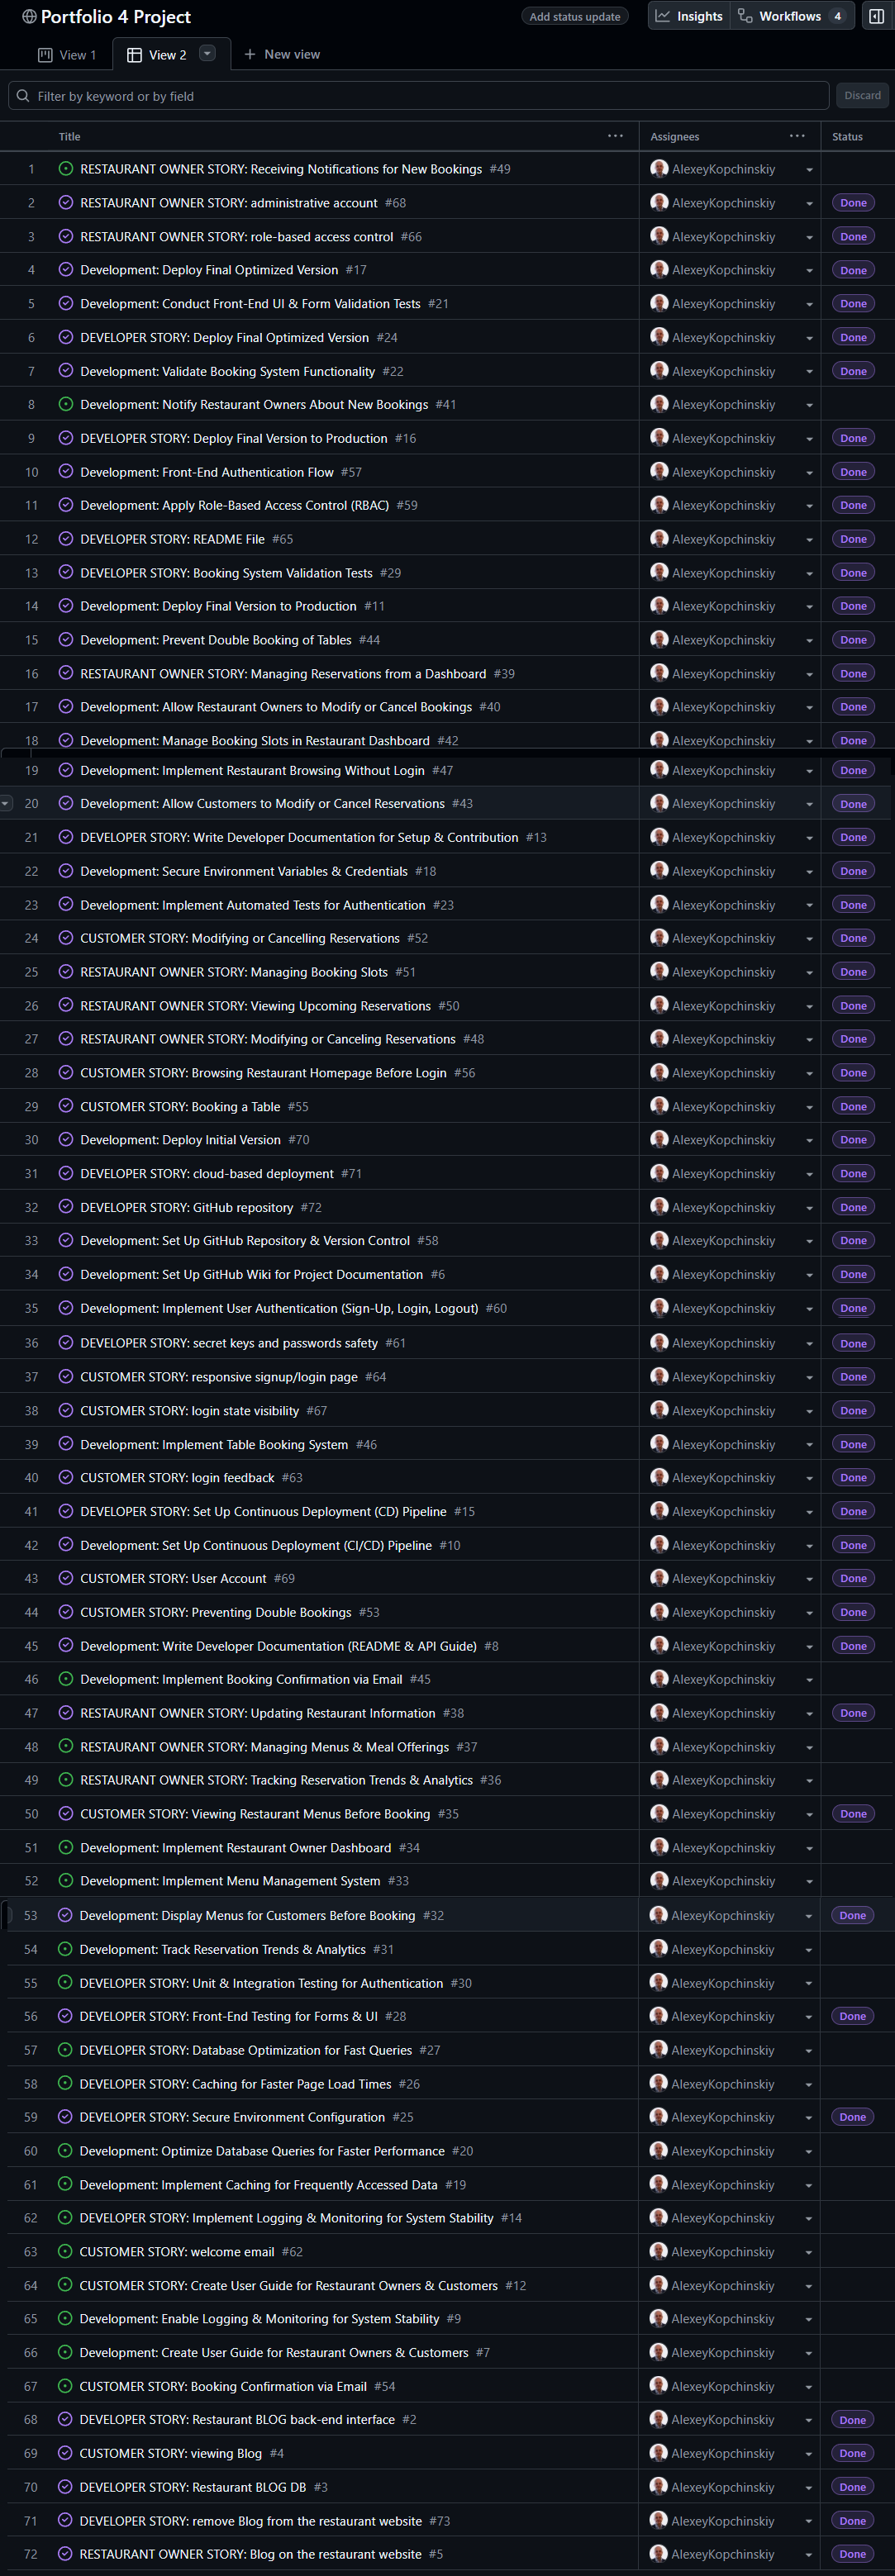 Portfolio 4 Project Add status update Insights Workflows 4
View 1 View 2 New view
Filter by keyword or by field Discard
Title Assignees Status
1 RESTAURANT OWNER STORY: Receiving Notifications for New Bookings #49 AlexeyKopchinskiy
2 RESTAURANT OWNER STORY: administrative account #68 AlexeyKopchinskiy Done
3 RESTAURANT OWNER STORY: role-based access control #66 AlexeyKopchinskiy Done
4 Development: Deploy Final Optimized Version #17 AlexeyKopchinskiy Done
5 Development: Conduct Front-End UI & Form Validation Tests #21 AlexeyKopchinskiy Done
6 DEVELOPER STORY: Deploy Final Optimized Version #24 AlexeyKopchinskiy Done
7 Development: Validate Booking System Functionality #22 AlexeyKopchinskiy Done
8 Development: Notify Restaurant Owners About New Bookings #41 AlexeyKopchinskiy
9 DEVELOPER STORY: Deploy Final Version to Production #16 AlexeyKopchinskiy Done
10 Development: Front-End Authentication Flow #57 AlexeyKopchinskiy Done
11 Development: Apply Role-Based Access Control (RBAC) #59 AlexeyKopchinskiy Done
12 DEVELOPER STORY: README File #65 AlexeyKopchinskiy Done
13 DEVELOPER STORY: Booking System Validation Tests #29 AlexeyKopchinskiy Done
14 Development: Deploy Final Version to Production #11 AlexeyKopchinskiy Done
15 Development: Prevent Double Booking of Tables #44 AlexeyKopchinskiy Done
16 RESTAURANT OWNER STORY: Managing Reservations from a Dashboard #39 AlexeyKopchinskiy Done
17 Development: Allow Restaurant Owners to Modify or Cancel Bookings #40 AlexeyKopchinskiy Done
18 Development: Manage Booking Slots in Restaurant Dashboard #42 AlexeyKopchinskiy Done
19 Development: Implement Restaurant Browsing Without Login #47 AlexeyKopchinskiy Done
20 Development: Allow Customers to Modify or Cancel Reservations #43 AlexeyKopchinskiy Done
21 DEVELOPER STORY: Write Developer Documentation for Setup & Contribution #13 AlexeyKopchinskiy Done
22 Development: Secure Environment Variables & Credentials #18 AlexeyKopchinskiy Done
23 Development: Implement Automated Tests for Authentication #23 AlexeyKopchinskiy Done
24 CUSTOMER STORY: Modifying or Cancelling Reservations #52 AlexeyKopchinskiy Done
25 RESTAURANT OWNER STORY: Managing Booking Slots #51 AlexeyKopchinskiy Done
26 RESTAURANT OWNER STORY: Viewing Upcoming Reservations #50 AlexeyKopchinskiy Done
27 RESTAURANT OWNER STORY: Modifying or Canceling Reservations #48 AlexeyKopchinskiy Done
28 CUSTOMER STORY: Browsing Restaurant Homepage Before Login #56 AlexeyKopchinskiy Done
29 CUSTOMER STORY: Booking a Table #55 AlexeyKopchinskiy Done
30 Development: Deploy Initial Version #70 AlexeyKopchinskiy Done
31 DEVELOPER STORY: cloud-based deployment #71 AlexeyKopchinskiy Done
32 DEVELOPER STORY: GitHub repository #72 AlexeyKopchinskiy Done
33 Development: Set Up GitHub Repository & Version Control #58 AlexeyKopchinskiy Done
34 Development: Set Up GitHub Wiki for Project Documentation #6 AlexeyKopchinskiy Done
35 Development: Implement User Authentication (Sign-Up, Login, Logout) #60 AlexeyKopchinskiy Done
36 DEVELOPER STORY: secret keys and passwords safety #61 AlexeyKopchinskiy Done
37 CUSTOMER STORY: responsive signup/login page #64 AlexeyKopchinskiy Done
38 CUSTOMER STORY: login state visibility #67 AlexeyKopchinskiy Done
39 Development: Implement Table Booking System #46 AlexeyKopchinskiy Done
40 CUSTOMER STORY: login feedback #63 AlexeyKopchinskiy Done
41 DEVELOPER STORY: Set Up Continuous Deployment (CD) Pipeline #15 AlexeyKopchinskiy Done
42 Development: Set Up Continuous Deployment (CI/CD) Pipeline #10 AlexeyKopchinskiy Done
43 CUSTOMER STORY: User Account #69 AlexeyKopchinskiy Done
44 CUSTOMER STORY: Preventing Double Bookings #53 AlexeyKopchinskiy Done
45 Development: Write Developer Documentation (README & API Guide) #8 AlexeyKopchinskiy Done
46 Development: Implement Booking Confirmation via Email #45 AlexeyKopchinskiy
47 RESTAURANT OWNER STORY: Updating Restaurant Information #38 AlexeyKopchinskiy Done
48 RESTAURANT OWNER STORY: Managing Menus & Meal Offerings #37 AlexeyKopchinskiy
49 RESTAURANT OWNER STORY: Tracking Reservation Trends & Analytics #36 AlexeyKopchinskiy
50 CUSTOMER STORY: Viewing Restaurant Menus Before Booking #35 AlexeyKopchinskiy Done
51 Development: Implement Restaurant Owner Dashboard #34 AlexeyKopchinskiy
52 Development: Implement Menu Management System #33 AlexeyKopchinskiy
53 Development: Display Menus for Customers Before Booking #32 AlexeyKopchinskiy Done
54 Development: Track Reservation Trends & Analytics #31 AlexeyKopchinskiy
55 DEVELOPER STORY: Unit & Integration Testing for Authentication #30 AlexeyKopchinskiy
56 DEVELOPER STORY: Front-End Testing for Forms & UI #28 AlexeyKopchinskiy Done
57 DEVELOPER STORY: Database Optimization for Fast Queries #27 AlexeyKopchinskiy
58 DEVELOPER STORY: Caching for Faster Page Load Times #26 AlexeyKopchinskiy
59 DEVELOPER STORY: Secure Environment Configuration #25 AlexeyKopchinskiy Done
60 Development: Optimize Database Queries for Faster Performance #20 AlexeyKopchinskiy
61 Development: Implement Caching for Frequently Accessed Data #19 AlexeyKopchinskiy
62 DEVELOPER STORY: Implement Logging & Monitoring for System Stability #14 AlexeyKopchinskiy
63 CUSTOMER STORY: welcome email #62 AlexeyKopchinskiy
64 CUSTOMER STORY: Create User Guide for Restaurant Owners & Customers #12 AlexeyKopchinskiy
65 Development: Enable Logging & Monitoring for System Stability #9 AlexeyKopchinskiy
66 Development: Create User Guide for Restaurant Owners & Customers #7 AlexeyKopchinskiy
67 CUSTOMER STORY: Booking Confirmation via Email #54 AlexeyKopchinskiy
68 DEVELOPER STORY: Restaurant BLOG back-end interface #2 AlexeyKopchinskiy Done
69 CUSTOMER STORY: viewing Blog #4 AlexeyKopchinskiy Done
70 DEVELOPER STORY: Restaurant BLOG DB #3 AlexeyKopchinskiy Done
71 DEVELOPER STORY: remove Blog from the restaurant website #73 AlexeyKopchinskiy Done
72 RESTAURANT OWNER STORY: Blog on the restaurant website #5 AlexeyKopchinskiy Done